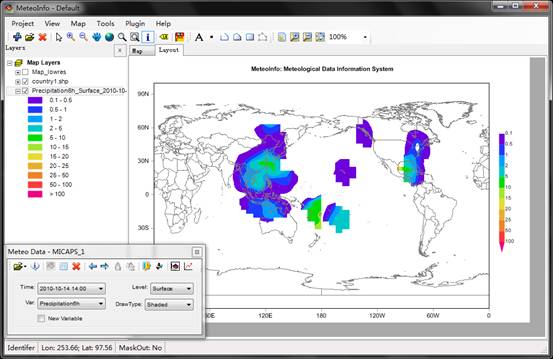 MeteoInfo - Default
Project View Map Tools Plugin Help
100%
Layers
Map Layout
Map Layers
Map_lowres
country1.shp
Precipitation6h_Surface_2010-10-
0.1 - 0.5
0.5 - 1
1 - 2
2 - 5
5 - 10
10 - 15
15 - 20
20 - 25
25 - 50
50 - 100
> 100
MeteoInfo: Meteological Data Information System
90N
60N
30N
0
30S
120E 180 120W 60W 0
0.1
0.5
1
2
5
10
15
20
25
50
100
Meteo Data - MICAPS_1
Time: 2010-10-14 14:00 Level: Surface
Var: Precipitation6h DrawType: Shaded
New Variable
Identifer Lon: 253.66; Lat: 97.56 MaskOut: No